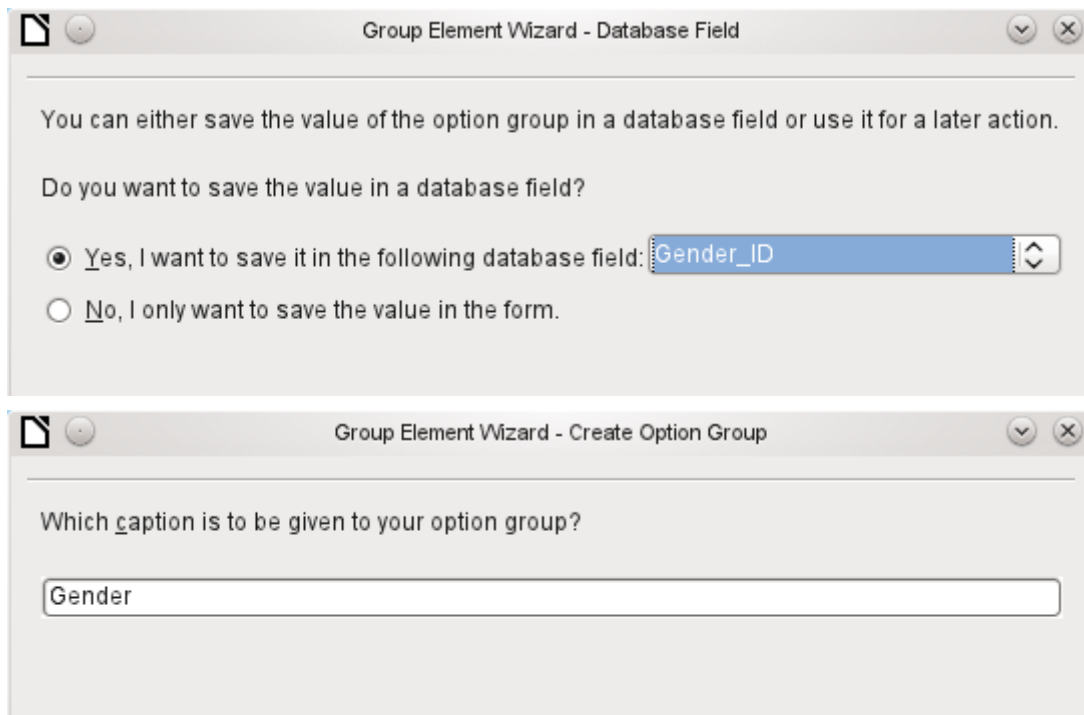 Group Element Wizard - Database Field
You can either save the value of the option group in a database field or use it for a later action.
Do you want to save the value in a database field?
Yes, I want to save it in the following database field: Gender_ID
No, I only want to save the value in the form.
Group Element Wizard - Create Option Group
Which caption is to be given to your option group?
Gender